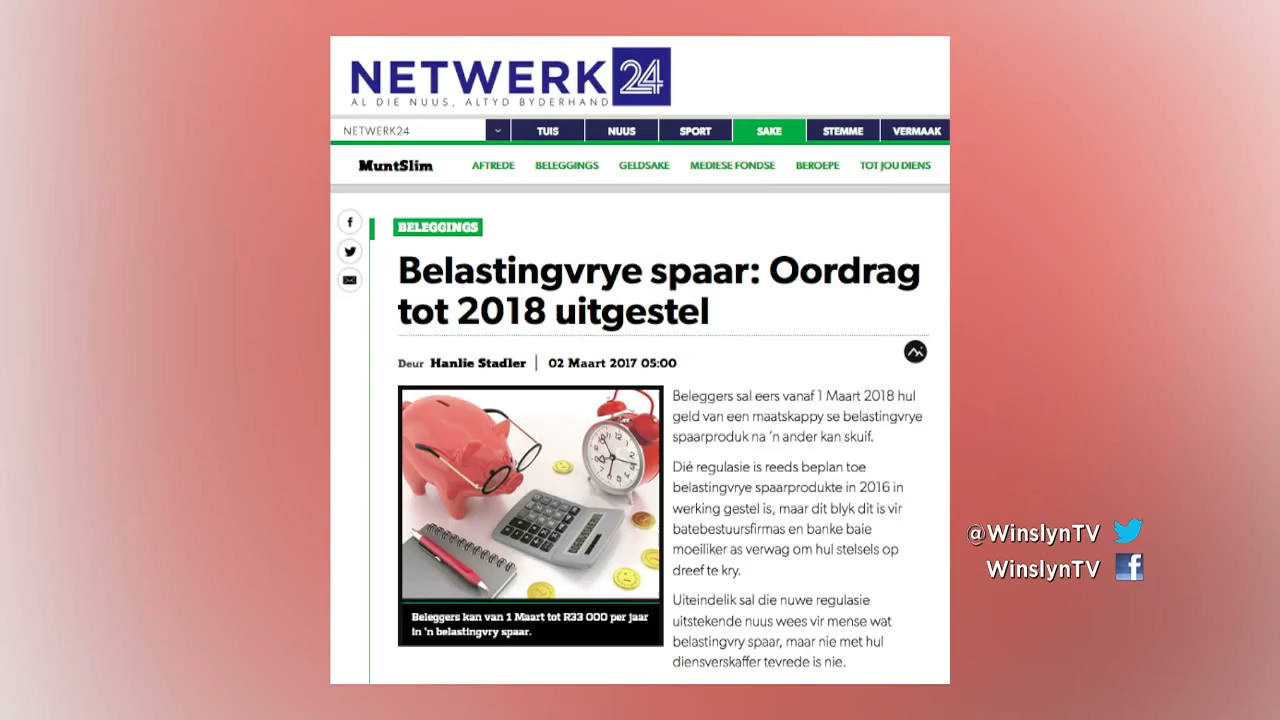 NETWERK24
AL DIE NUUS, ALTYD BYDERHAND
NETWERK24 TUIS NUUS SPORT SAKE STEMME VERMAAK
MuntSlim AFTREDE BELEGGINGS GELDSAKE MEDIESE FONDSE BEROEPE TOT JOU DIENS
BELEGGINGS
Belastingvrye spaar: Oordrag
tot 2018 uitgestel
Deur Hanlie Stadler | 02 Maart 2017 05:00
Beleggers kan van 1 Maart tot R33 000 per jaar
in 'n belastingvry spaar.
Beleggers sal eers vanaf 1 Maart 2018 hul
geld van een maatskappy se belastingvrye
spaarproduk na 'n ander kan skuif.
Dié regulasie is reeds beplan toe
belastingvrye spaarprodukte in 2016 in
werking gestel is, maar dit blyk dit is vir
batebestuursfirmas en banke baie
moeiliker as verwag om hul stelsels op
dreef te kry.
Uiteindelik sal die nuwe regulasie
uitstekende nuus wees vir mense wat
belastingvry spaar, maar nie met hul
diensverskaffer tevrede is nie.
@WinslynTV
WinslynTV